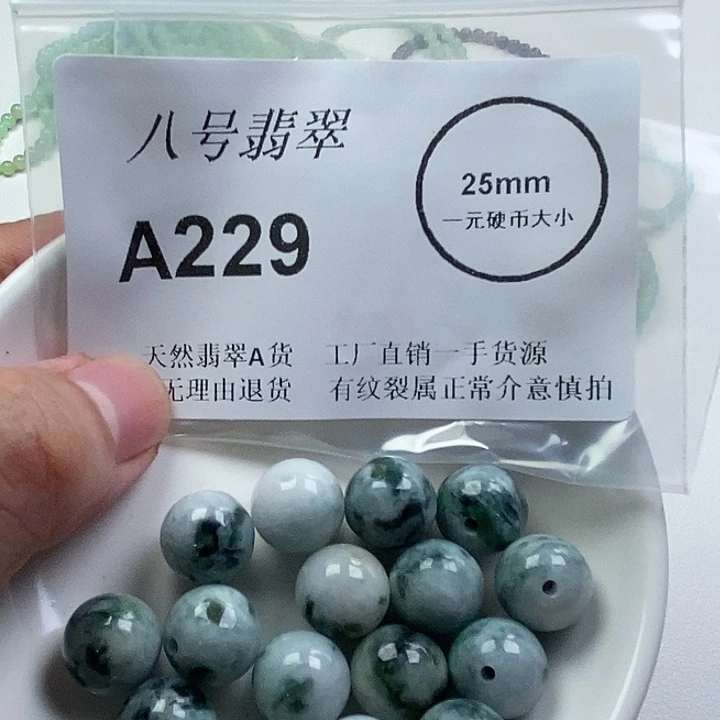 八号翡翠
25mm
一元硬币大小
A229
天然翡翠A货 工厂直销一手货源
无理由退货 有纹裂属正常介意慎拍